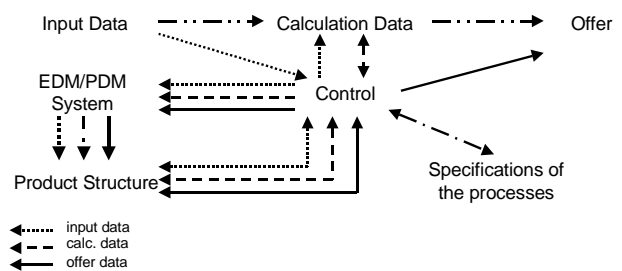 Input Data
Calculation Data
Offer
EDM/PDM
System
Control
Product Structure
Specifications of
the processes
input data
calc. data
offer data